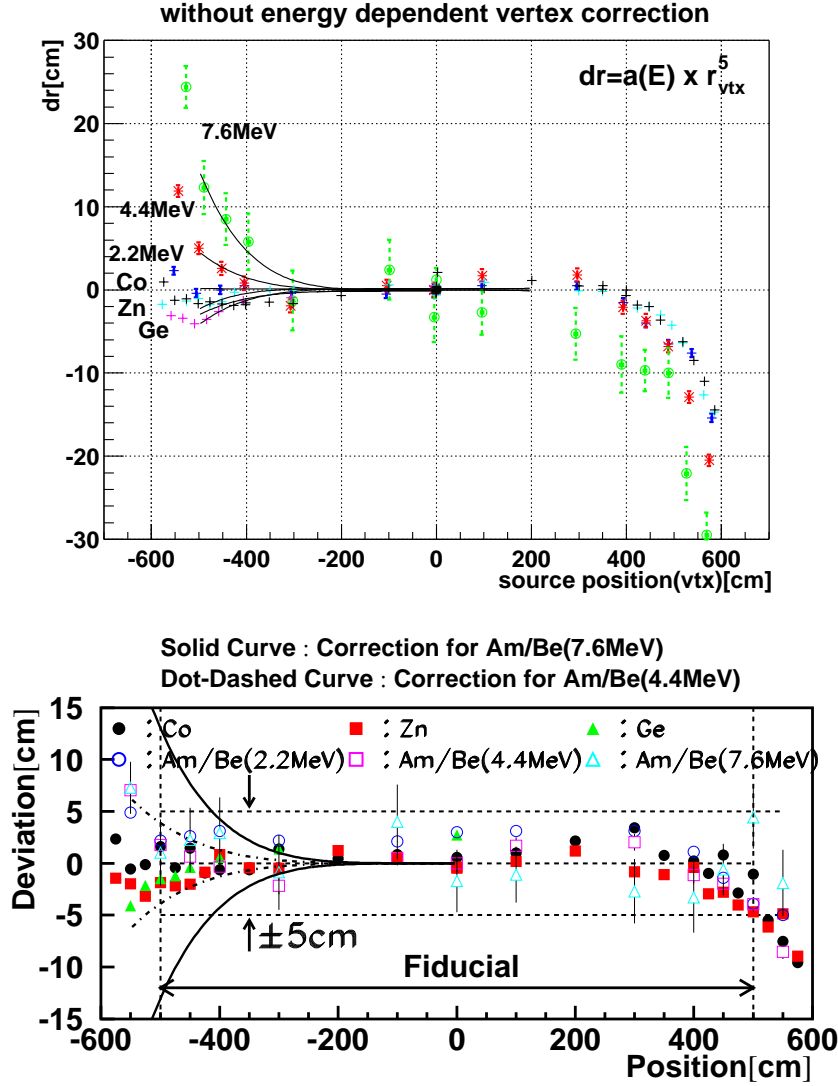 without energy dependent vertex correction
dr[cm]
30
20
10
0
-10
-20
-30
dr=a(E) x r_vtx^5
7.6MeV
4.4MeV
2.2MeV
Co
Zn
Ge
-600 -400 -200 0 200 400 600
source position(vtx)[cm]
Solid Curve : Correction for Am/Be(7.6MeV)
Dot-Dashed Curve : Correction for Am/Be(4.4MeV)
Deviation[cm]
15
10
5
0
-5
-10
-15
: Co : Zn : Ge
: Am/Be(2.2MeV) : Am/Be(4.4MeV) : Am/Be(7.6MeV)
±5cm
Fiducial
-600 -400 -200 0 200 400 600
Position[cm]